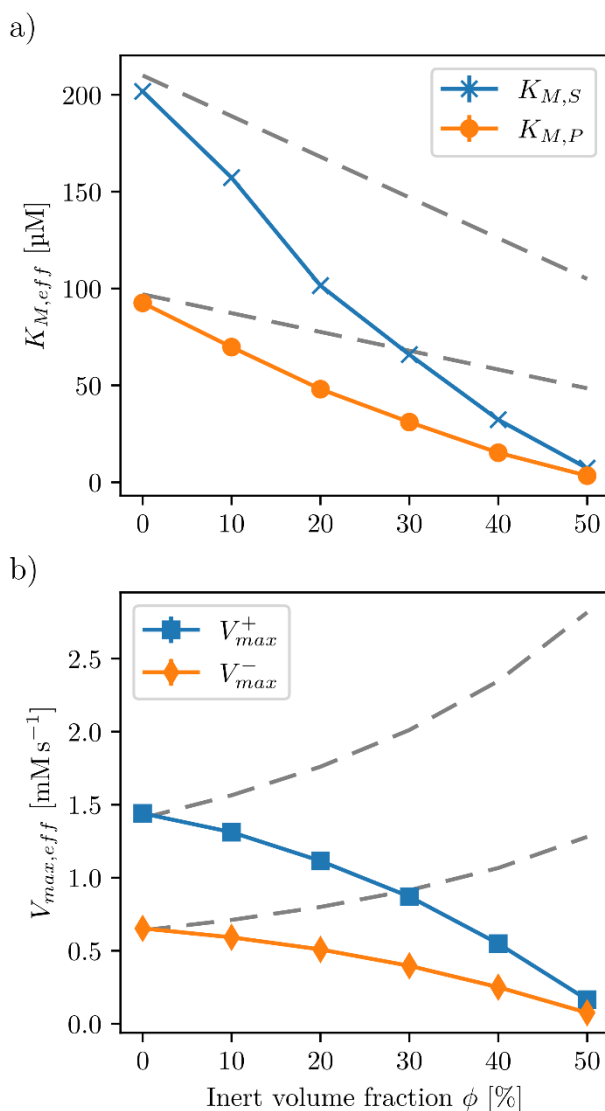 a)
200
150
100
50
0
K_{M,eff} [µM]
K_{M,S}
K_{M,P}
0 10 20 30 40 50
b)
2.5
2.0
1.5
1.0
0.5
0.0
V_{max,eff} [mM s^{-1}]
V^{+}_{max}
V^{-}_{max}
0 10 20 30 40 50
Inert volume fraction ϕ [%]